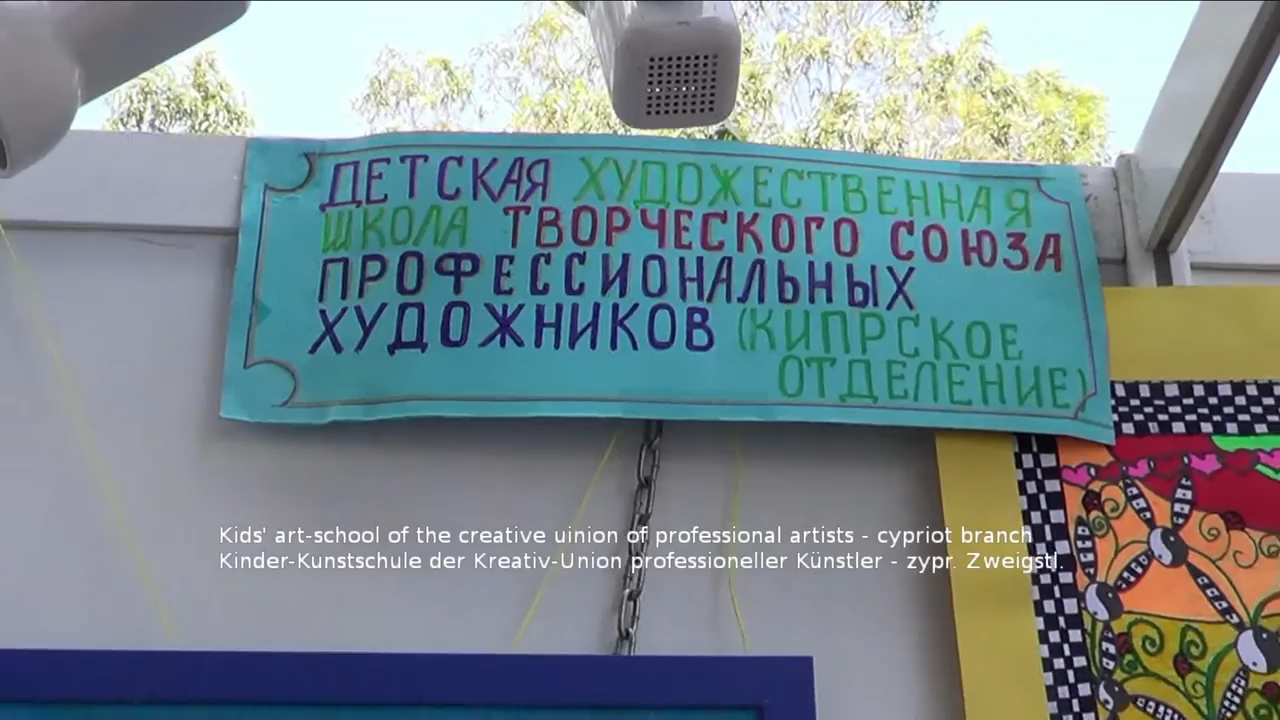 ДЕТСКАЯ ХУДОЖЕСТВЕННАЯ
ШКОЛА ТВОРЧЕСКОГО СОЮЗА
ПРОФЕССИОНАЛЬНЫХ
ХУДОЖНИКОВ (КИПРСКОЕ
ОТДЕЛЕНИЕ)
Kids' art-school of the creative uinion of professional artists - cypriot branch
Kinder-Kunstschule der Kreativ-Union professioneller Künstler - zypr. Zweigstl.